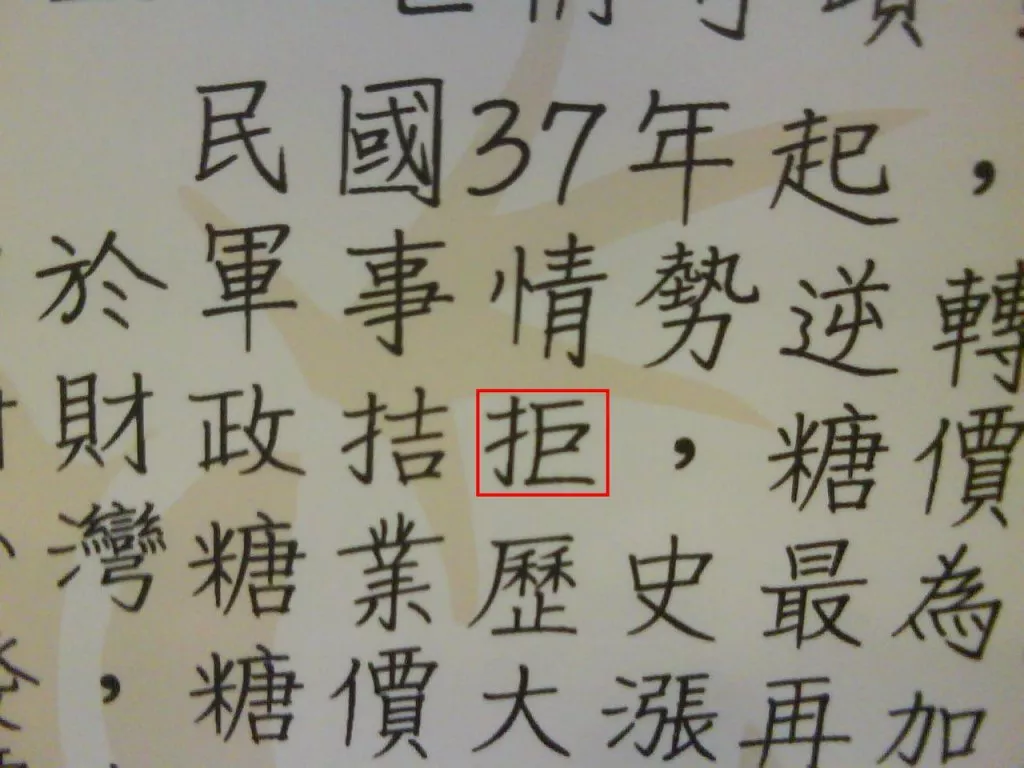 民國37年起，
於軍事情勢逆轉
財政拮拒，糖價
灣糖業歷史最為
，糖價大漲再加